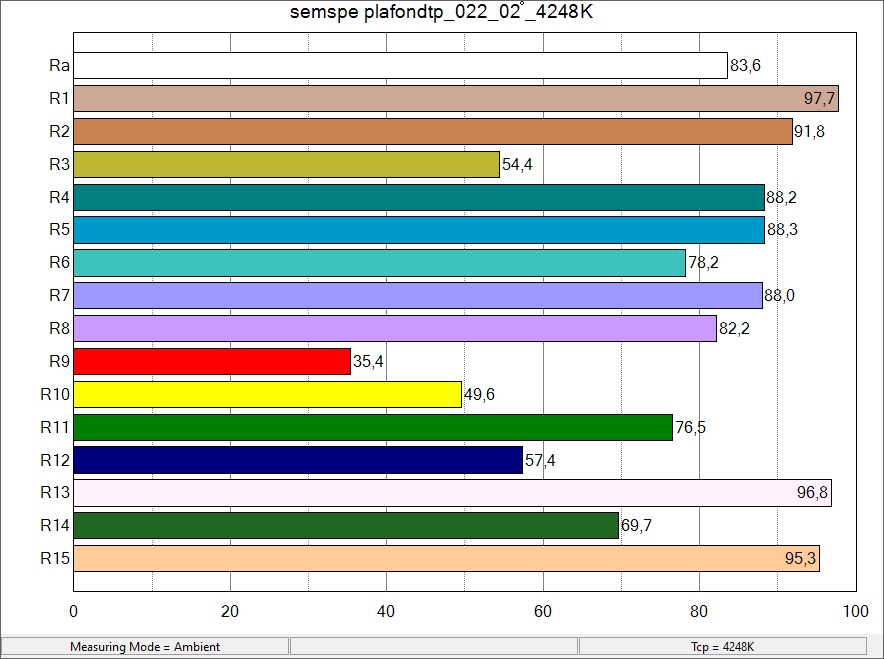 semspe plafondtp_022_02°_4248K
Ra 83,6
R1 97,7
R2 91,8
R3 54,4
R4 88,2
R5 88,3
R6 78,2
R7 88,0
R8 82,2
R9 35,4
R10 49,6
R11 76,5
R12 57,4
R13 96,8
R14 69,7
R15 95,3
0 20 40 60 80 100
Measuring Mode = Ambient Tcp = 4248K